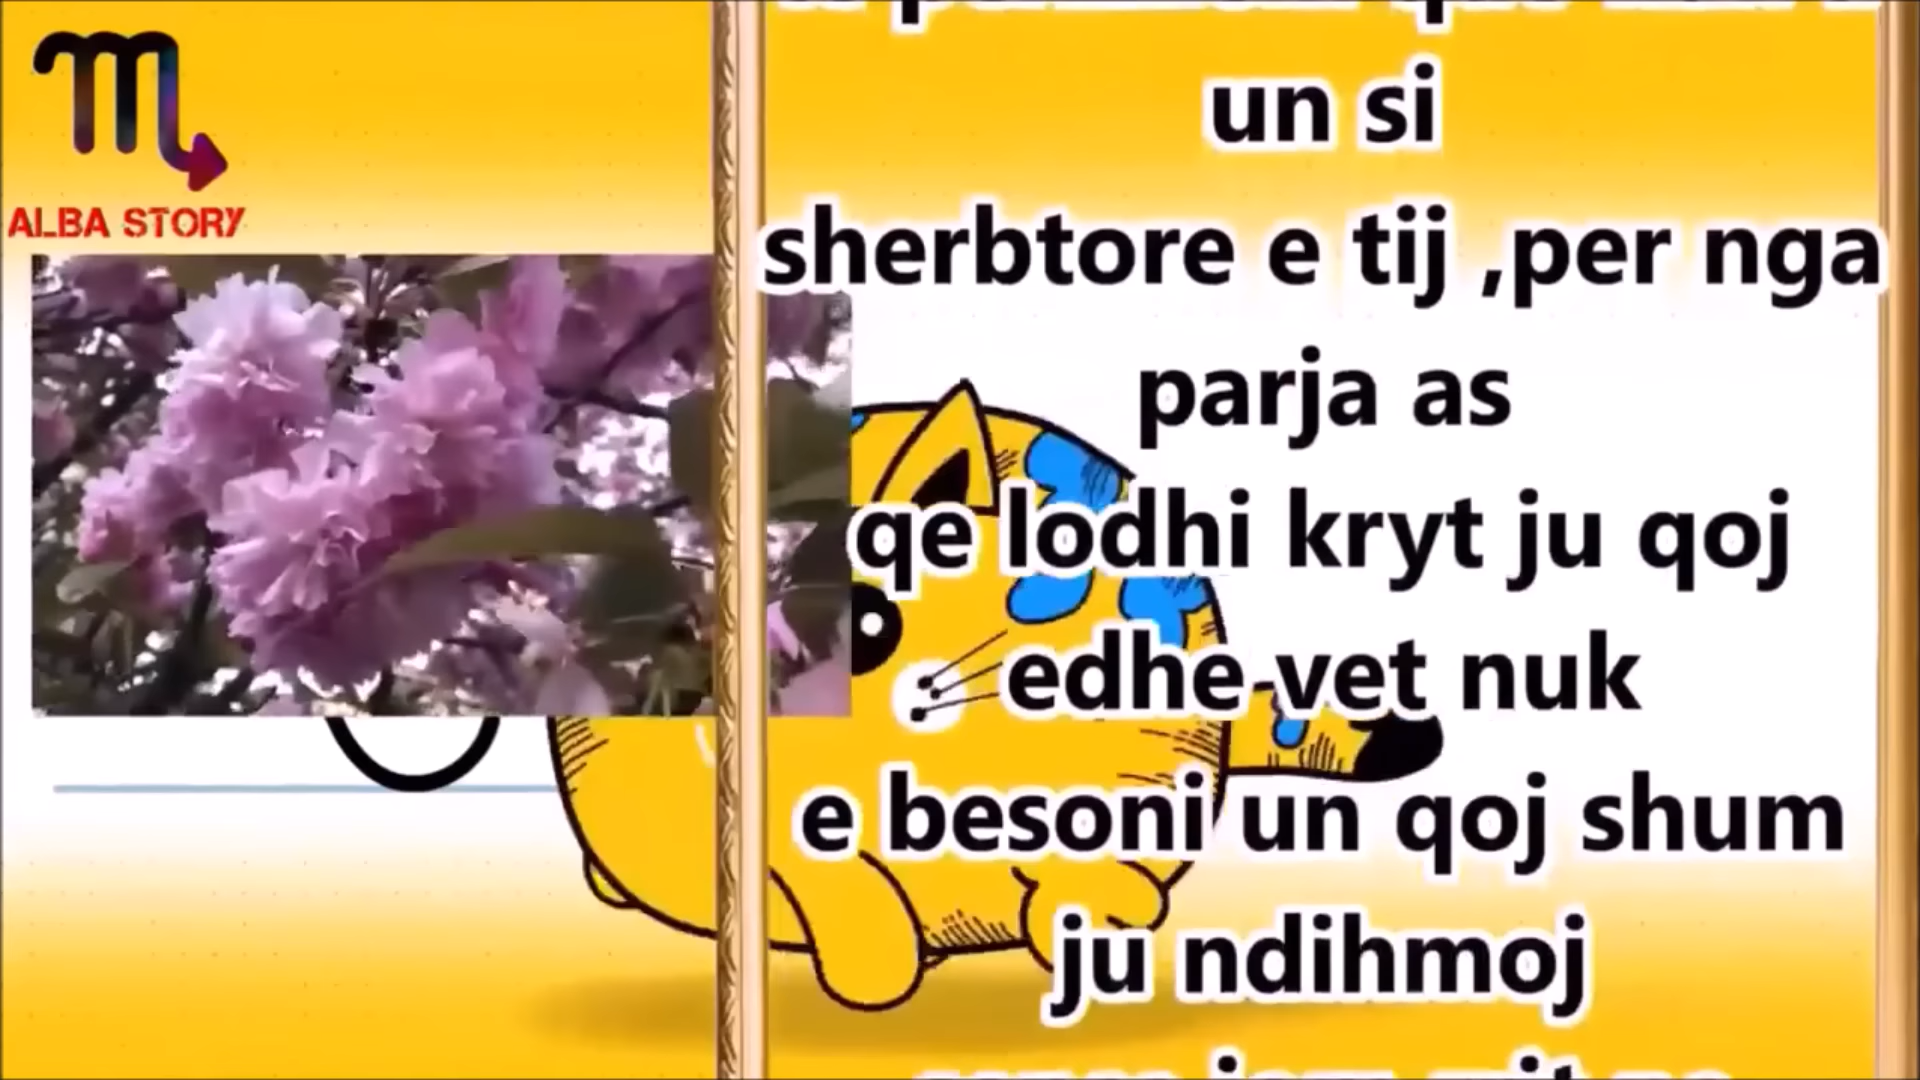 ALBA STORY
un si
sherbtore e tij ,per nga
parja as
qe lodhi kryt ju qoj
edhe vet nuk
e besoni un qoj shum
ju ndihmoj